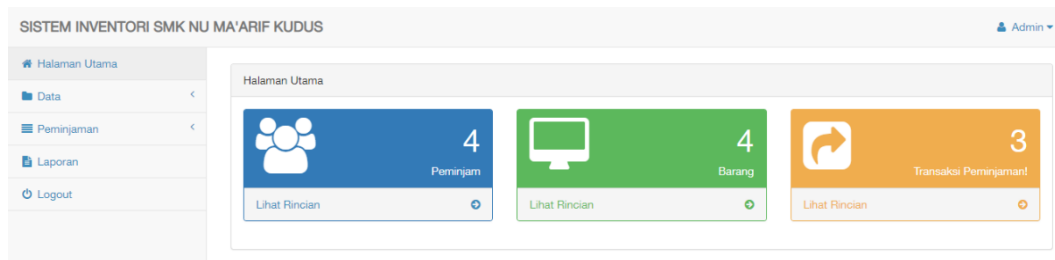 SISTEM INVENTORI SMK NU MA'ARIF KUDUS
Admin
Halaman Utama
Data
Peminjaman
Laporan
Logout
Halaman Utama
4
Peminjam
Lihat Rincian
4
Barang
Lihat Rincian
3
Transaksi Peminjaman!
Lihat Rincian